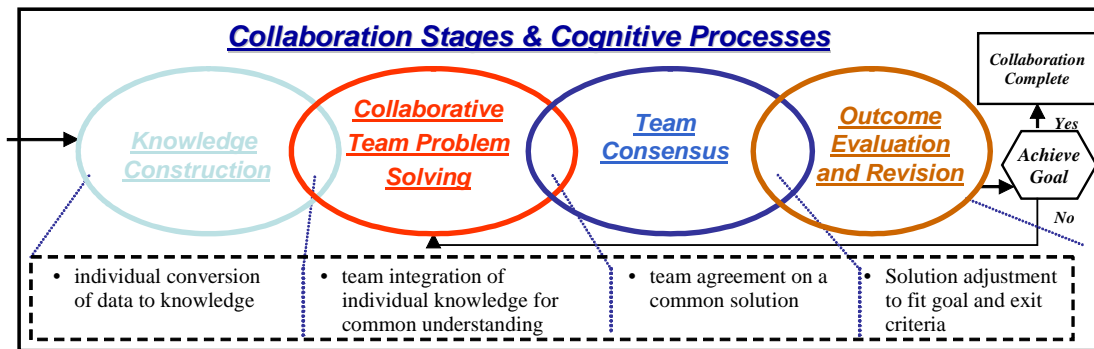 Collaboration Stages & Cognitive Processes
Collaboration
Complete
Knowledge
Construction
Collaborative
Team Problem
Solving
Team
Consensus
Outcome
Evaluation
and Revision
Yes
Achieve
Goal
No
• individual conversion
of data to knowledge
• team integration of
individual knowledge for
common understanding
• team agreement on a
common solution
• Solution adjustment
to fit goal and exit
criteria